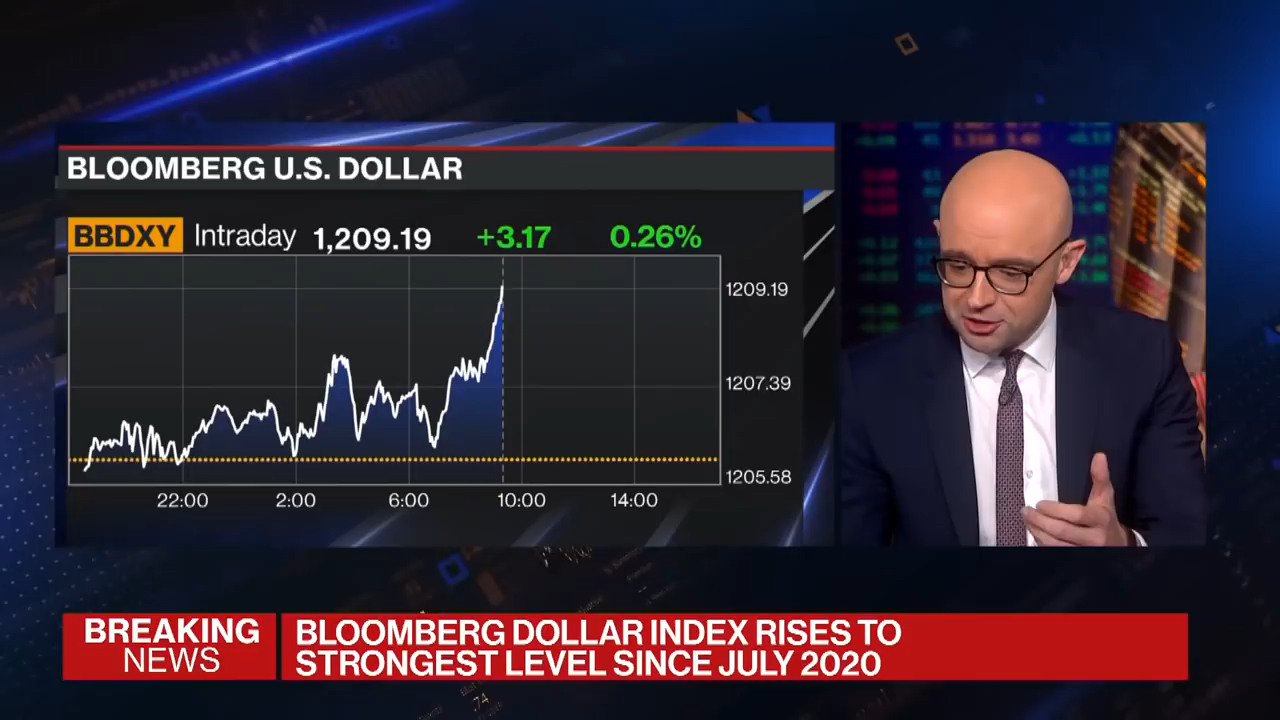 BLOOMBERG U.S. DOLLAR
BBDXY Intraday 1,209.19 +3.17 0.26%
1209.19
1207.39
1205.58
22:00 2:00 6:00 10:00 14:00
BREAKING NEWS
BLOOMBERG DOLLAR INDEX RISES TO
STRONGEST LEVEL SINCE JULY 2020